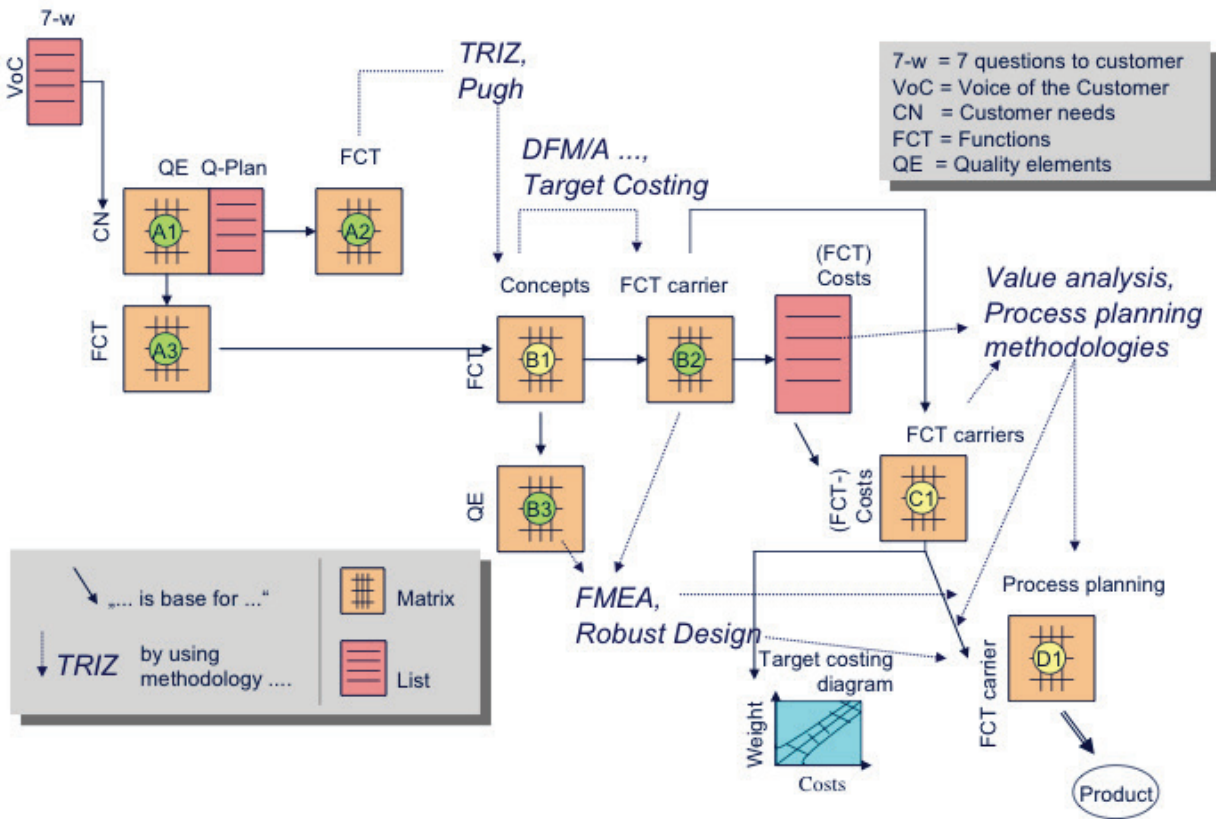 7-w
VoC
TRIZ,
Pugh
7-w = 7 questions to customer
VoC = Voice of the Customer
CN = Customer needs
FCT = Functions
QE = Quality elements
FCT
QE Q-Plan
DFM/A ...,
Target Costing
CN
A1
A2
(FCT)
Costs
Concepts
FCT carrier
Value analysis,
Process planning
methodologies
FCT
A3
FCT
B1
B2
FCT carriers
QE
B3
(FCT-)
Costs
C1
„... is base for ...“
Matrix
TRIZ
by using
methodology ....
List
FMEA,
Robust Design
Process planning
Target costing
diagram
FCT carrier
D1
Weight
Costs
Product